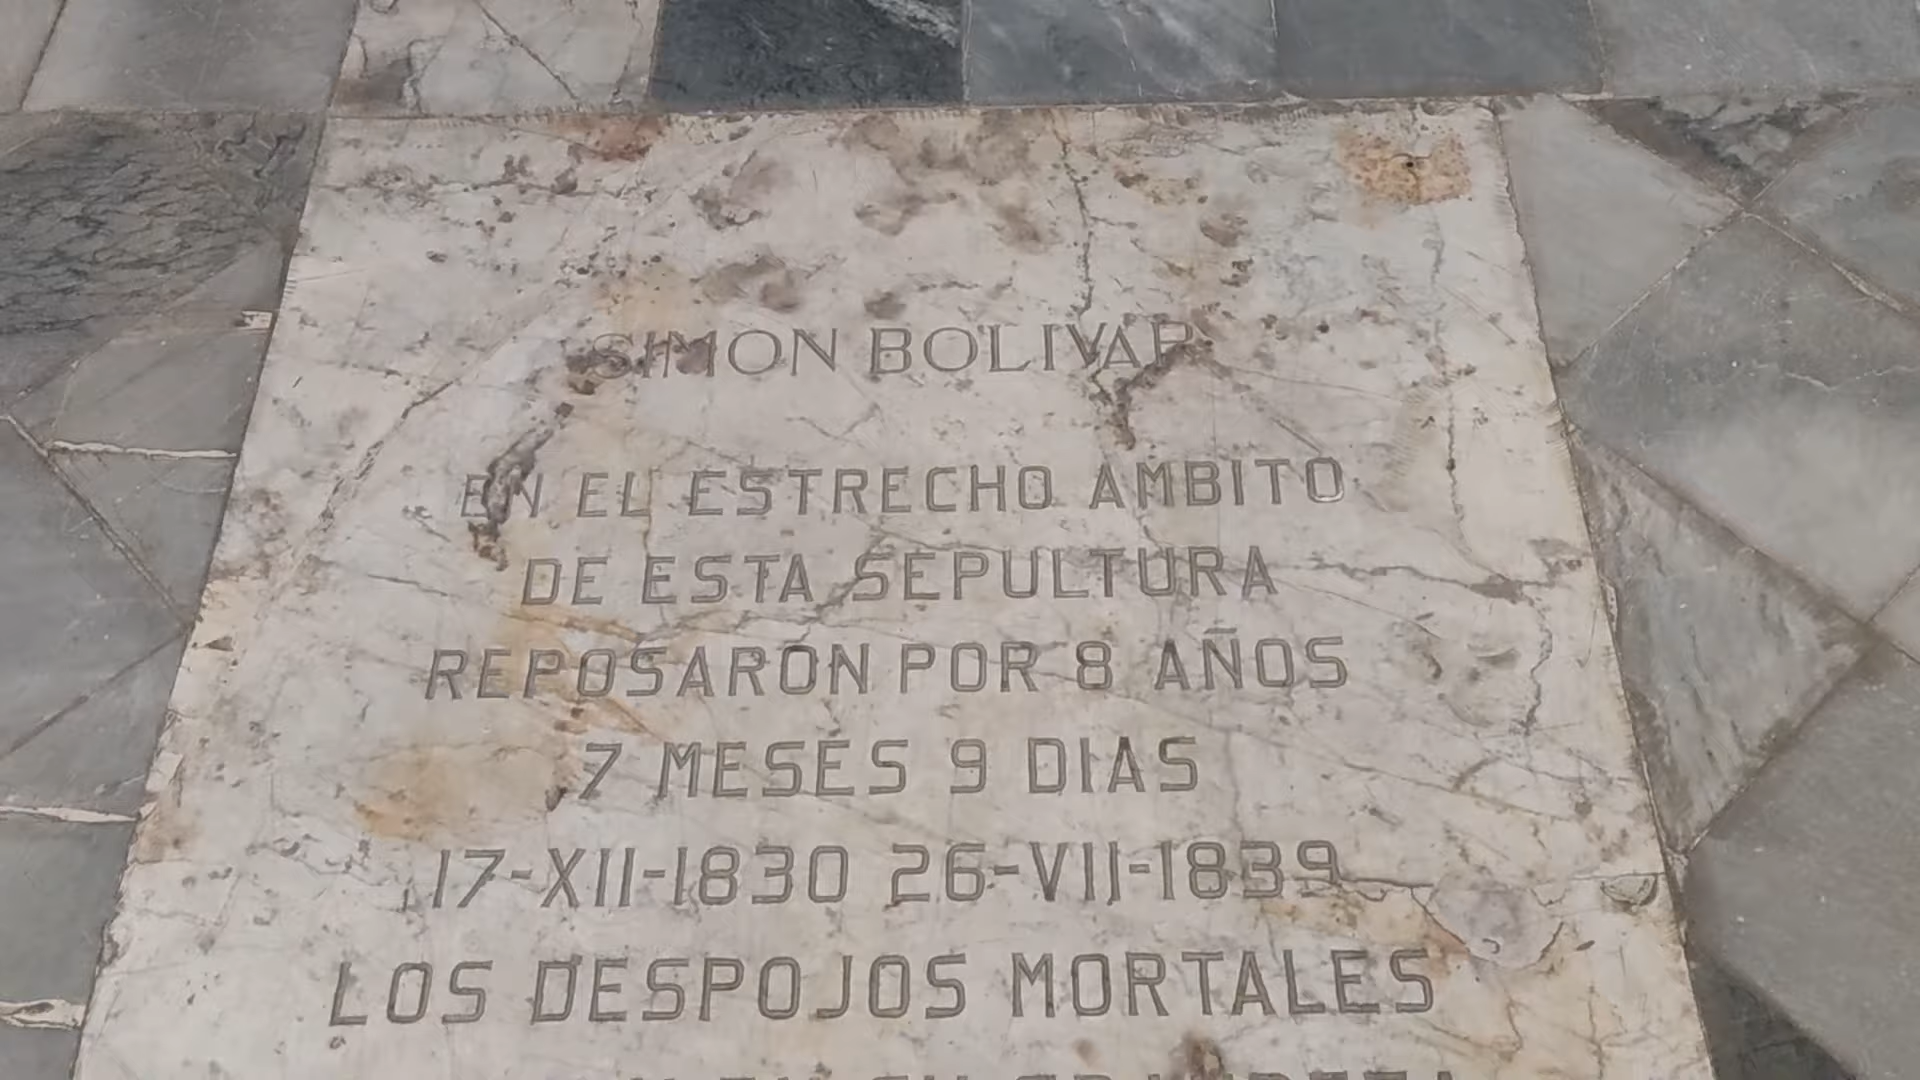 SIMON BOLIVAR
EN EL ESTRECHO AMBITO
DE ESTA SEPULTURA
REPOSARON POR 8 AÑOS
7 MESES 9 DIAS
17-XII-1830 26-VII-1839
LOS DESPOJOS MORTALES